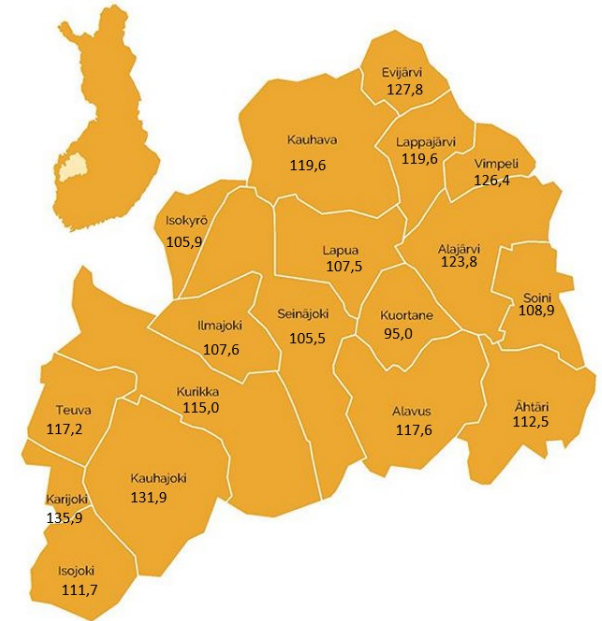 Evijärvi
127,8
Kauhava
119,6
Lappajärvi
119,6
Vimpeli
126,4
Isokyrö
105,9
Lapua
107,5
Alajärvi
123,8
Soini
108,9
Ilmajoki
107,6
Seinäjoki
105,5
Kuortane
95,0
Kurikka
115,0
Teuva
117,2
Alavus
117,6
Ähtäri
112,5
Kauhajoki
131,9
Karijoki
135,9
Isojoki
111,7